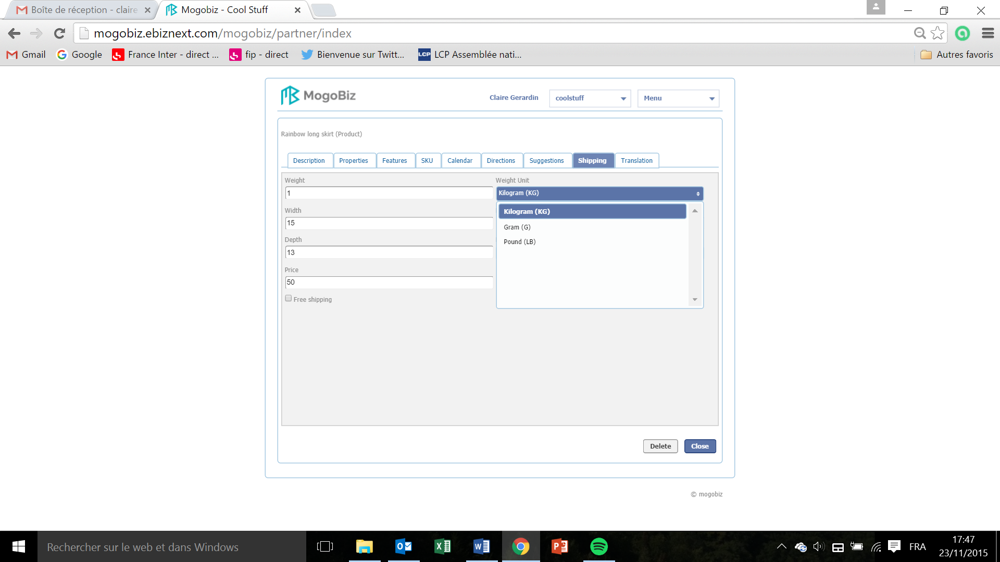 Boîte de réception - claire
Mogobiz - Cool Stuff
mogobiz.ebiznext.com/mogobiz/partner/index
Gmail
Google
France Inter - direct ...
fip - direct
Bienvenue sur Twitt...
LCP
LCP Assemblée nati...
Autres favoris
MogoBiz
Claire Gerardin
coolstuff
Menu
Rainbow long skirt (Product)
Description
Properties
Features
SKU
Calendar
Directions
Suggestions
Shipping
Translation
Weight
Weight Unit
1
Kilogram (KG)
Kilogram (KG)
Gram (G)
Pound (LB)
Width
15
Depth
13
Price
50
Free shipping
Delete
Close
© mogobiz
Rechercher sur le web et dans Windows
FRA
17:47
23/11/2015